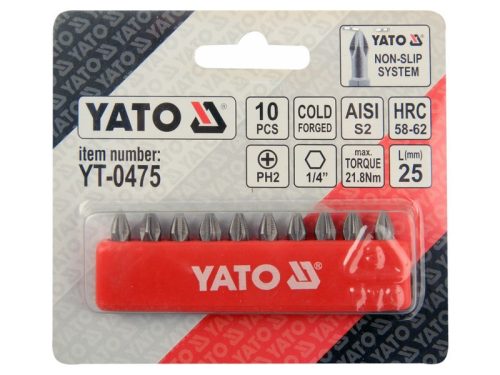 YATO
NON-SLIP
SYSTEM
YATO ®
item number:
YT-0475
10
PCS
COLD
FORGED
AISI
S2
HRC
58-62
PH2
1/4"
max.
TORQUE
21.8Nm
L(mm)
25
YATO ®